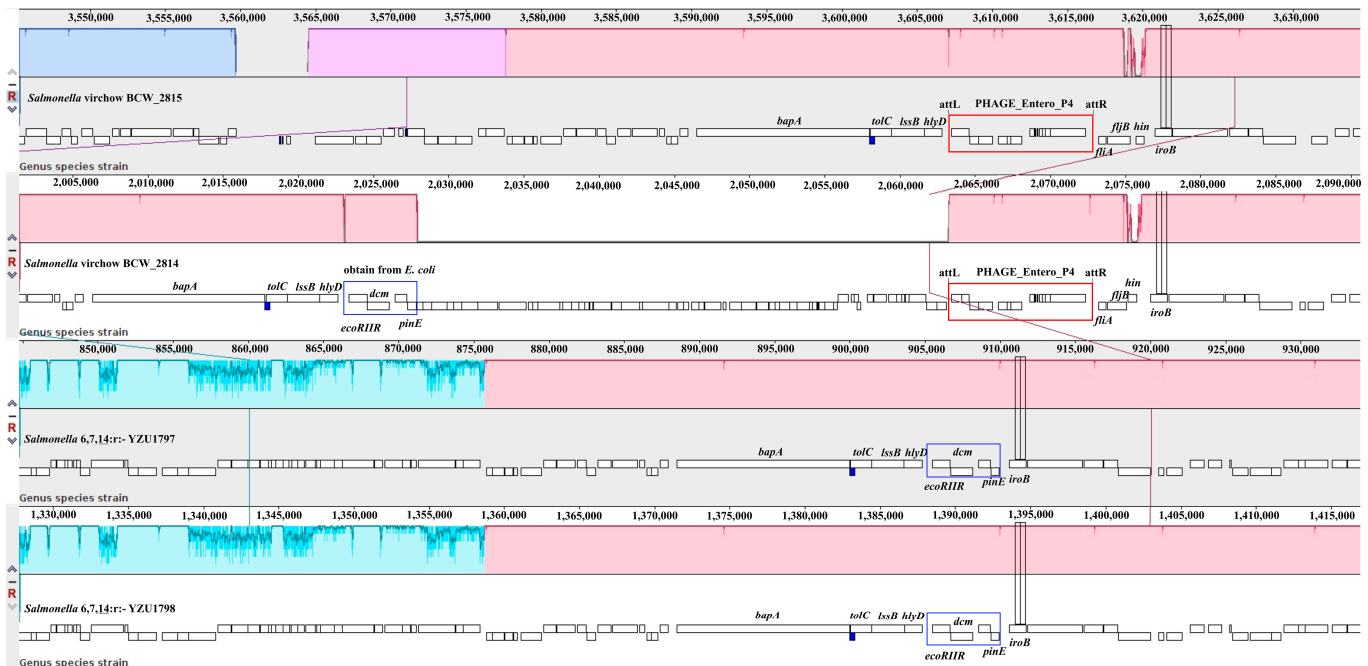 3,550,000 3,555,000 3,560,000 3,565,000 3,570,000 3,575,000 3,580,000 3,585,000 3,590,000 3,595,000 3,600,000 3,605,000 3,610,000 3,615,000 3,620,000 3,625,000 3,630,000
R
Salmonella virchow BCW_2815
attL PHAGE_Entero_P4 attR
bapA tolC lssB hlyD fljB hin
fliA iroB
Genus species strain
2,005,000 2,010,000 2,015,000 2,020,000 2,025,000 2,030,000 2,035,000 2,040,000 2,045,000 2,050,000 2,055,000 2,060,000 2,065,000 2,070,000 2,075,000 2,080,000 2,085,000 2,090,000
R
Salmonella virchow BCW_2814
obtain from E. coli
attL PHAGE_Entero_P4 attR
bapA tolC lssB hlyD dcm hin
fljB
ecoRIIR pinE fliA iroB
Genus species strain
850,000 855,000 860,000 865,000 870,000 875,000 880,000 885,000 890,000 895,000 900,000 905,000 910,000 915,000 920,000 925,000 930,000
R
Salmonella 6,7,14:r:- YZU1797
bapA tolC lssB hlyD dcm
ecoRIIR pinE iroB
Genus species strain
1,330,000 1,335,000 1,340,000 1,345,000 1,350,000 1,355,000 1,360,000 1,365,000 1,370,000 1,375,000 1,380,000 1,385,000 1,390,000 1,395,000 1,400,000 1,405,000 1,410,000 1,415,000
R
Salmonella 6,7,14:r:- YZU1798
bapA tolC lssB hlyD dcm
ecoRIIR pinE iroB
Genus species strain